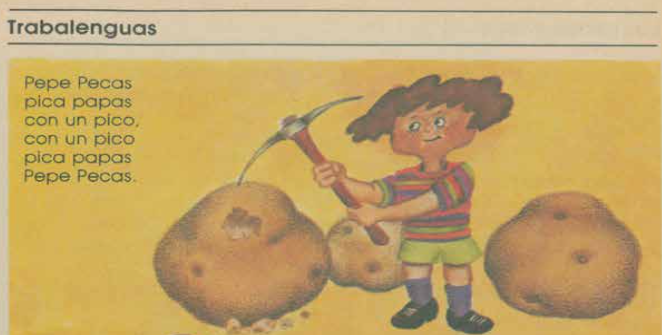 Trabalenguas
Pepe Pecas
pica papas
con un pico,
con un pico
pica papas
Pepe Pecas.